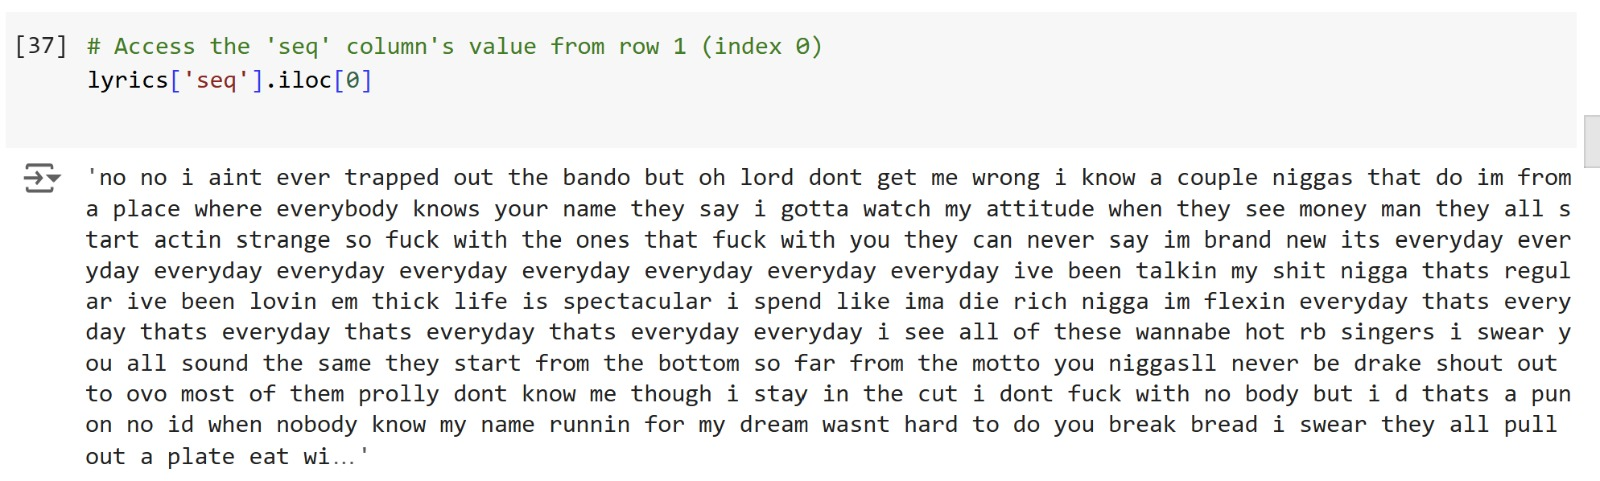 [37] # Access the 'seq' column's value from row 1 (index 0)
lyrics['seq'].iloc[0]
'no no i aint ever trapped out the bando but oh lord dont get me wrong i know a couple niggas that do im from
a place where everybody knows your name they say i gotta watch my attitude when they see money man they all s
tart actin strange so fuck with the ones that fuck with you they can never say im brand new its everyday ever
yday everyday everyday everyday everyday everyday everyday everyday ive been talkin my shit nigga thats regul
ar ive been lovin em thick life is spectacular i spend like ima die rich nigga im flexin everyday thats every
day thats everyday thats everyday thats everyday everyday i see all of these wannabe hot rb singers i swear y
ou all sound the same they start from the bottom so far from the motto you niggasll never be drake shout out
to ovo most of them prolly dont know me though i stay in the cut i dont fuck with no body but i d thats a pun
on no id when nobody know my name runnin for my dream wasnt hard to do you break bread i swear they all pull
out a plate eat wi...'